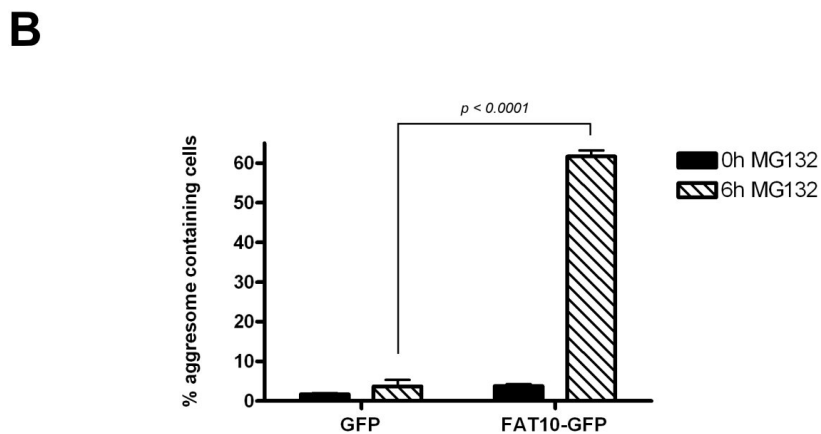 B
p < 0.0001
% aggresome containing cells
60
50
40
30
20
10
0
GFP
FAT10-GFP
0h MG132
6h MG132